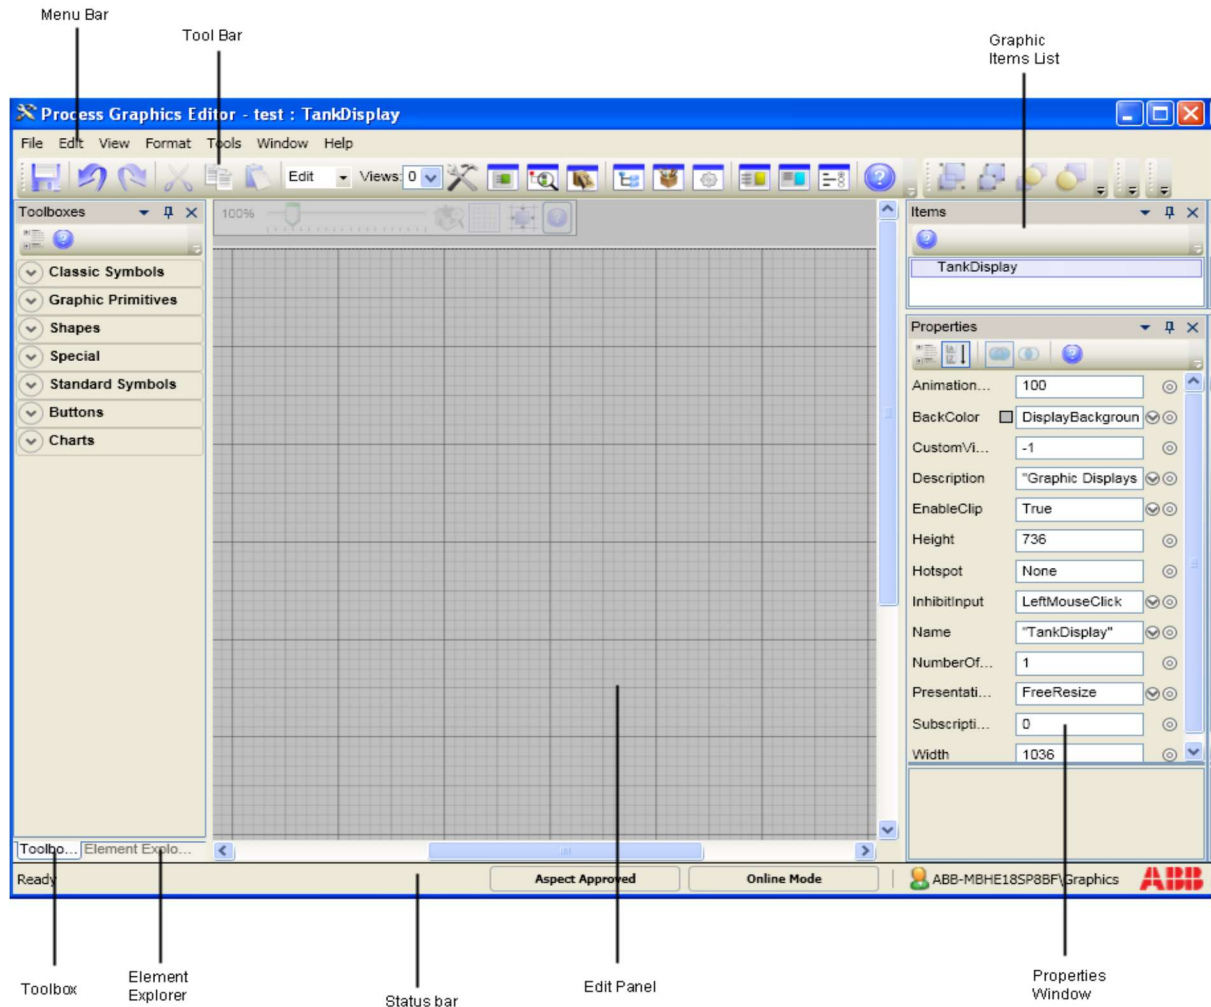 Menu Bar
Tool Bar
Graphic
Items List
Process Graphics Editor - test : TankDisplay
File Edit View Format Tools Window Help
Edit Views: 0
Toolboxes
100%
Items
Classic Symbols
TankDisplay
Graphic Primitives
Shapes
Properties
Special
Standard Symbols
Animation... 100
Buttons
BackColor DisplayBackgroun
Charts
CustomVi... -1
Description "Graphic Displays
EnableClip True
Height 736
Hotspot None
InhibitInput LeftMouseClick
Name "TankDisplay"
NumberOf... 1
Presentati... FreeResize
Subscripti... 0
Width 1036
Toolbo... Element Explo...
Ready Aspect Approved Online Mode ABB-MBHE18SP8BF\Graphics ABB
Toolbox
Element
Explorer
Status bar
Edit Panel
Properties
Window